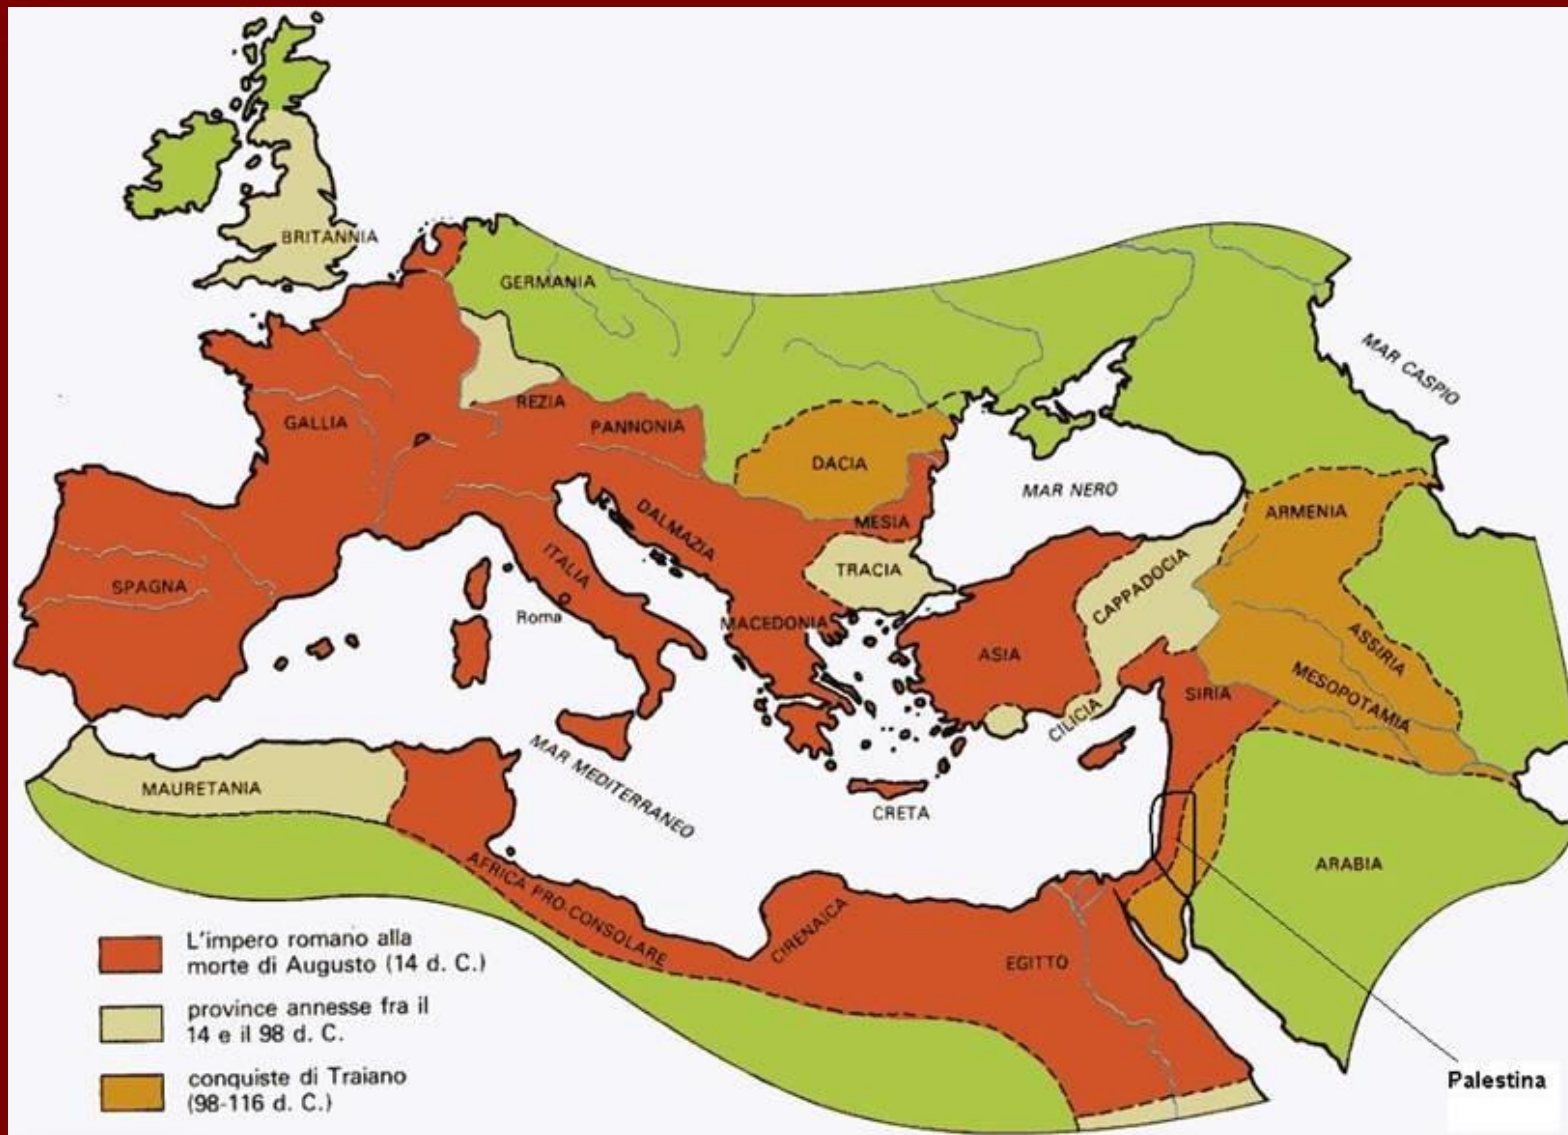 BRITANNIA
GERMANIA
MAR CASPIO
REZIA
GALLIA
PANNONIA
DACIA
MAR NERO
ARMENIA
MESIA
DALMAZIA
ITALIA
TRACIA
CAPPADOCIA
SPAGNA
Roma
MACEDONIA
ASIA
ASSIRIA
MESOPOTAMIA
SIRIA
CILICIA
MAR MEDITERRANEO
MAURETANIA
CRETA
ARABIA
AFRICA PRO-CONSOLARE
CIRENAICA
EGITTO
L'impero romano alla
morte di Augusto (14 d. C.)
province annesse fra il
14 e il 98 d. C.
conquiste di Traiano
(98-116 d. C.)
Palestina